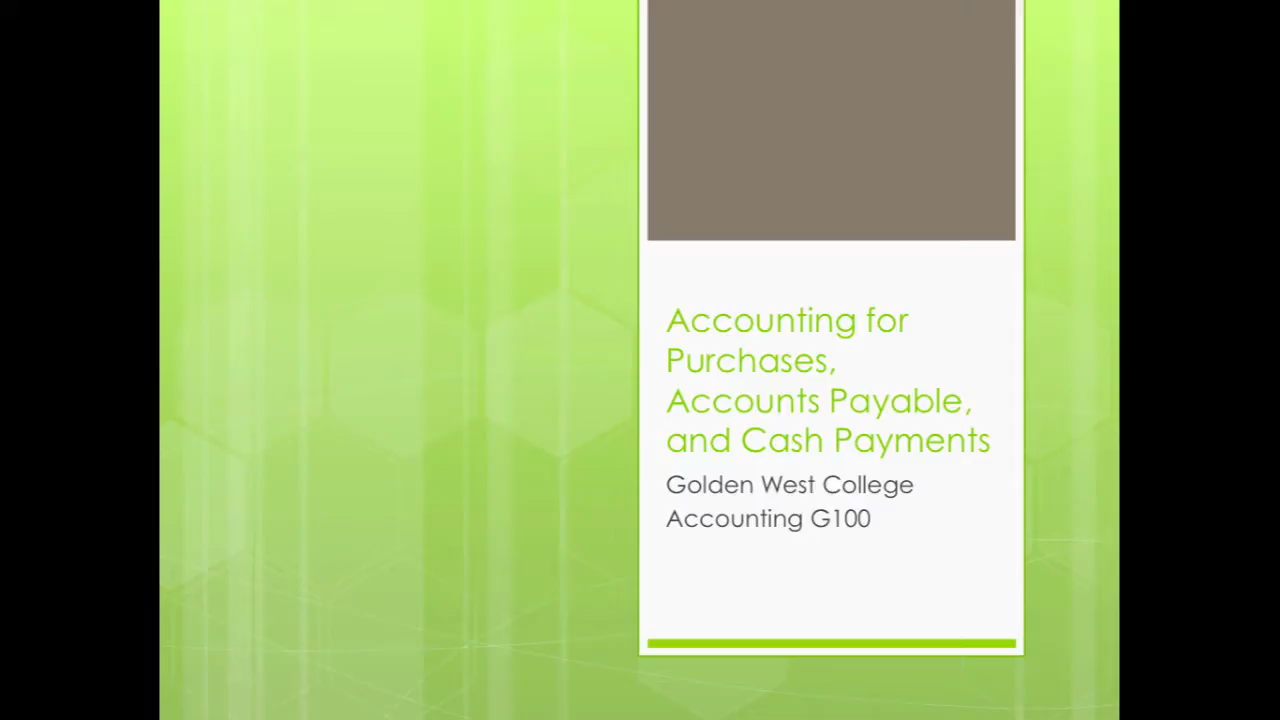 Accounting for
Purchases,
Accounts Payable,
and Cash Payments
Golden West College
Accounting G100